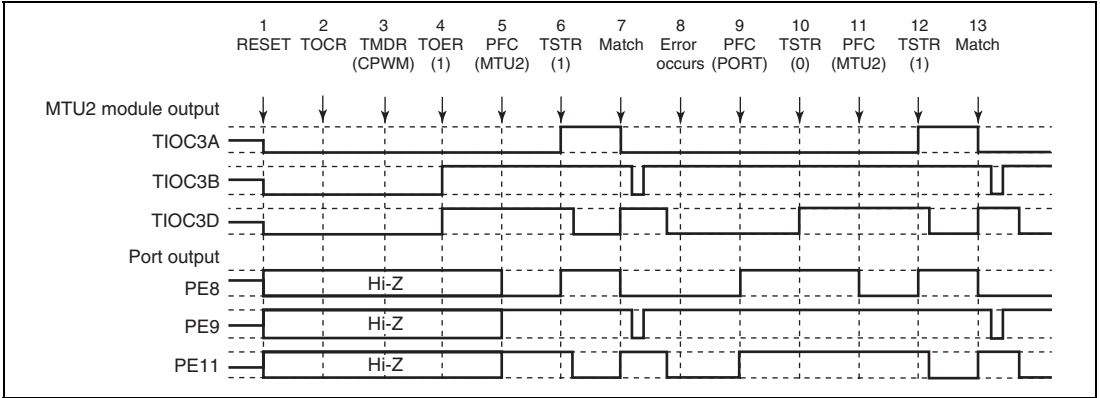 1 2 3 4 5 6 7 8 9 10 11 12 13
RESET TOCR TMDR TOER PFC TSTR Match Error PFC TSTR PFC TSTR Match
(CPWM) (1) (MTU2) (1) occurs (PORT) (0) (MTU2) (1)
MTU2 module output
TIOC3A
TIOC3B
TIOC3D
Port output
PE8 Hi-Z
PE9 Hi-Z
PE11 Hi-Z